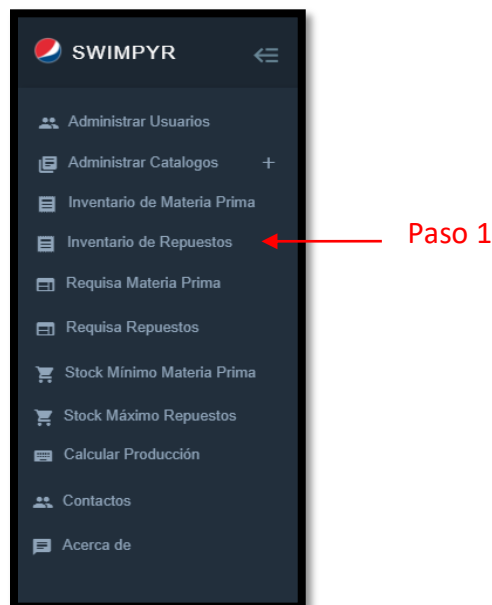 SWIMPYR
Administrar Usuarios
Administrar Catalogos +
Inventario de Materia Prima
Inventario de Repuestos
Paso 1
Requisa Materia Prima
Requisa Repuestos
Stock Mínimo Materia Prima
Stock Máximo Repuestos
Calcular Producción
Contactos
Acerca de